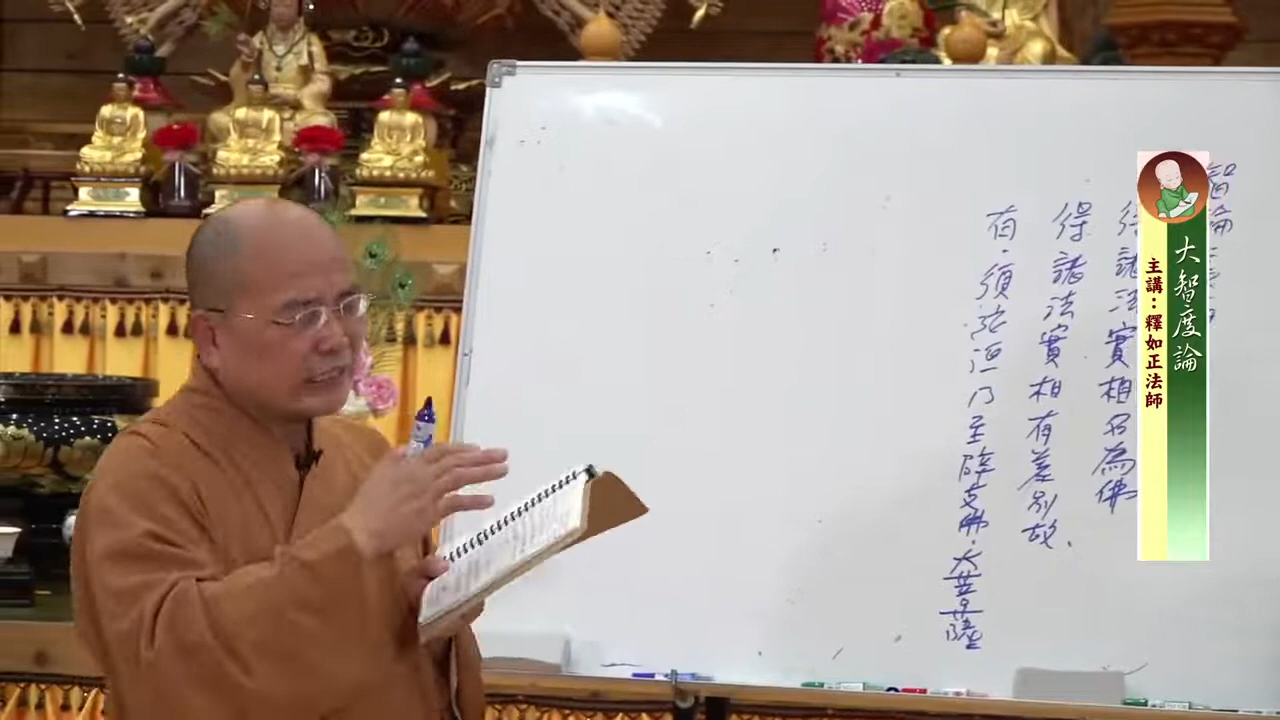 智論
得諸法實相名為佛
得諸法實相有差別故、
有、須陀洹乃至辟支佛、大菩薩
大智度論
主講：釋如正法師